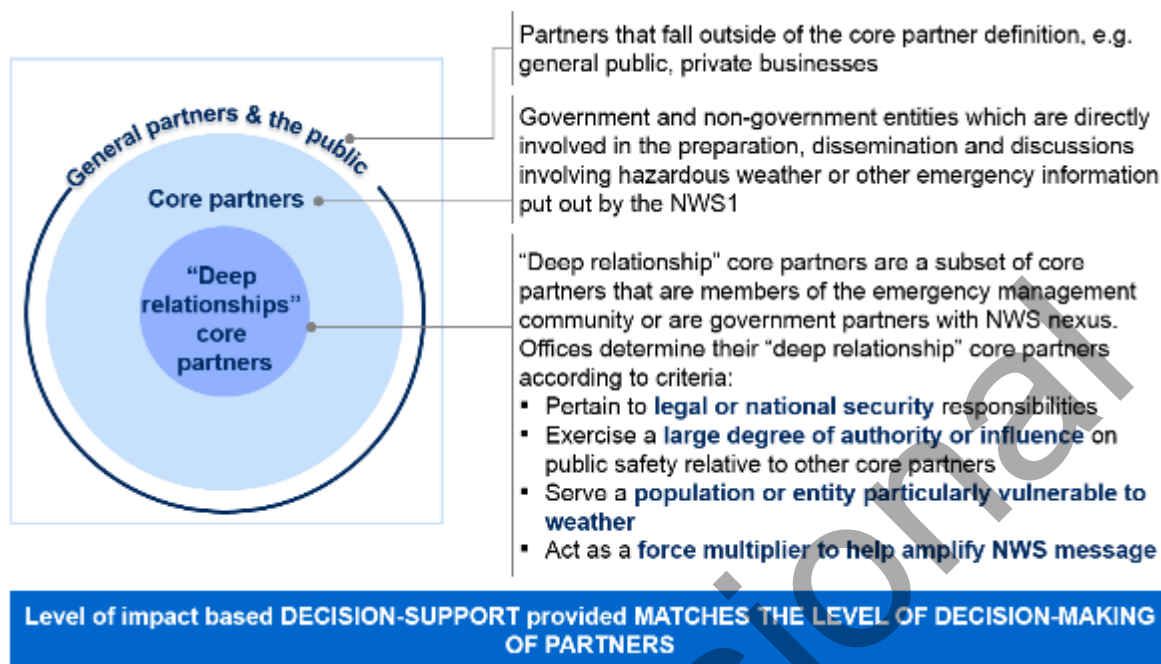 Partners that fall outside of the core partner definition, e.g.
general public, private businesses
General partners & the public
Government and non-government entities which are directly
involved in the preparation, dissemination and discussions
involving hazardous weather or other emergency information
put out by the NWS1
Core partners
"Deep
relationships"
core
partners
"Deep relationship" core partners are a subset of core
partners that are members of the emergency management
community or are government partners with NWS nexus.
Offices determine their "deep relationship" core partners
according to criteria:
▪ Pertain to legal or national security responsibilities
▪ Exercise a large degree of authority or influence on
public safety relative to other core partners
▪ Serve a population or entity particularly vulnerable to
weather
▪ Act as a force multiplier to help amplify NWS message
Level of impact based DECISION-SUPPORT provided MATCHES THE LEVEL OF DECISION-MAKING
OF PARTNERS
sional